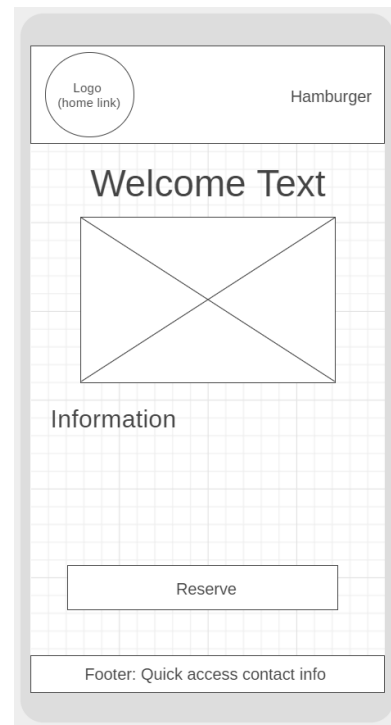 Logo
(home link)
Hamburger
Welcome Text
Information
Reserve
Footer: Quick access contact info